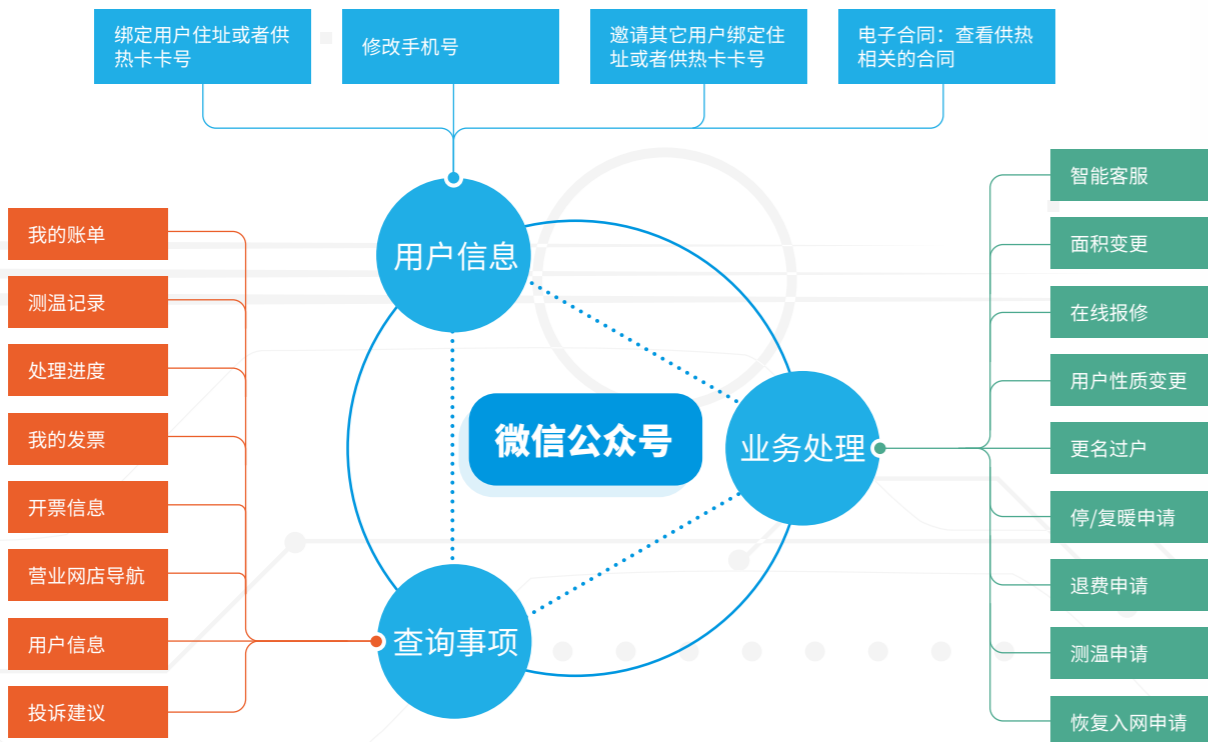 绑定用户住址或者供
热卡卡号
修改手机号
邀请其它用户绑定住
址或者供热卡卡号
电子合同：查看供热
相关的合同
用户信息
微信公众号
业务处理
查询事项
我的账单
测温记录
处理进度
我的发票
开票信息
营业网店导航
用户信息
投诉建议
智能客服
面积变更
在线报修
用户性质变更
更名过户
停/复暖申请
退费申请
测温申请
恢复入网申请